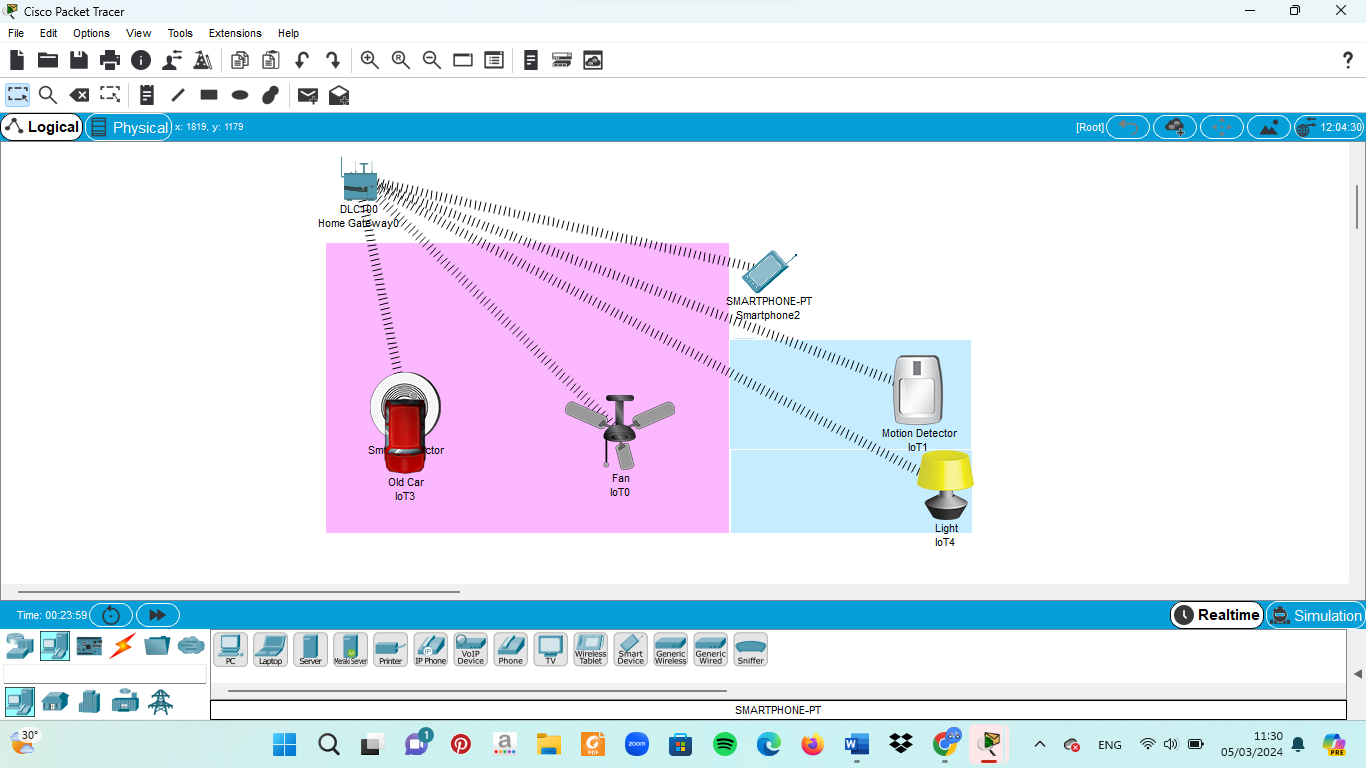 Cisco Packet Tracer
File Edit Options View Tools Extensions Help
Logical Physical x: 1819, y: 1179 [Root] 12:04:30
DLC100
Home Gateway0
SMARTPHONE-PT
Smartphone2
Motion Detector
IoT1
Old Car
IoT3
Fan
IoT0
Light
IoT4
Time: 00:23:59 Realtime Simulation
PC Laptop Server Meraki Server Printer IP Phone VoIP Device Phone TV Wireless Tablet Smart Device Generic Wireless Generic Wired Sniffer
SMARTPHONE-PT
30° 1 zoom ENG 11:30
05/03/2024 PRE